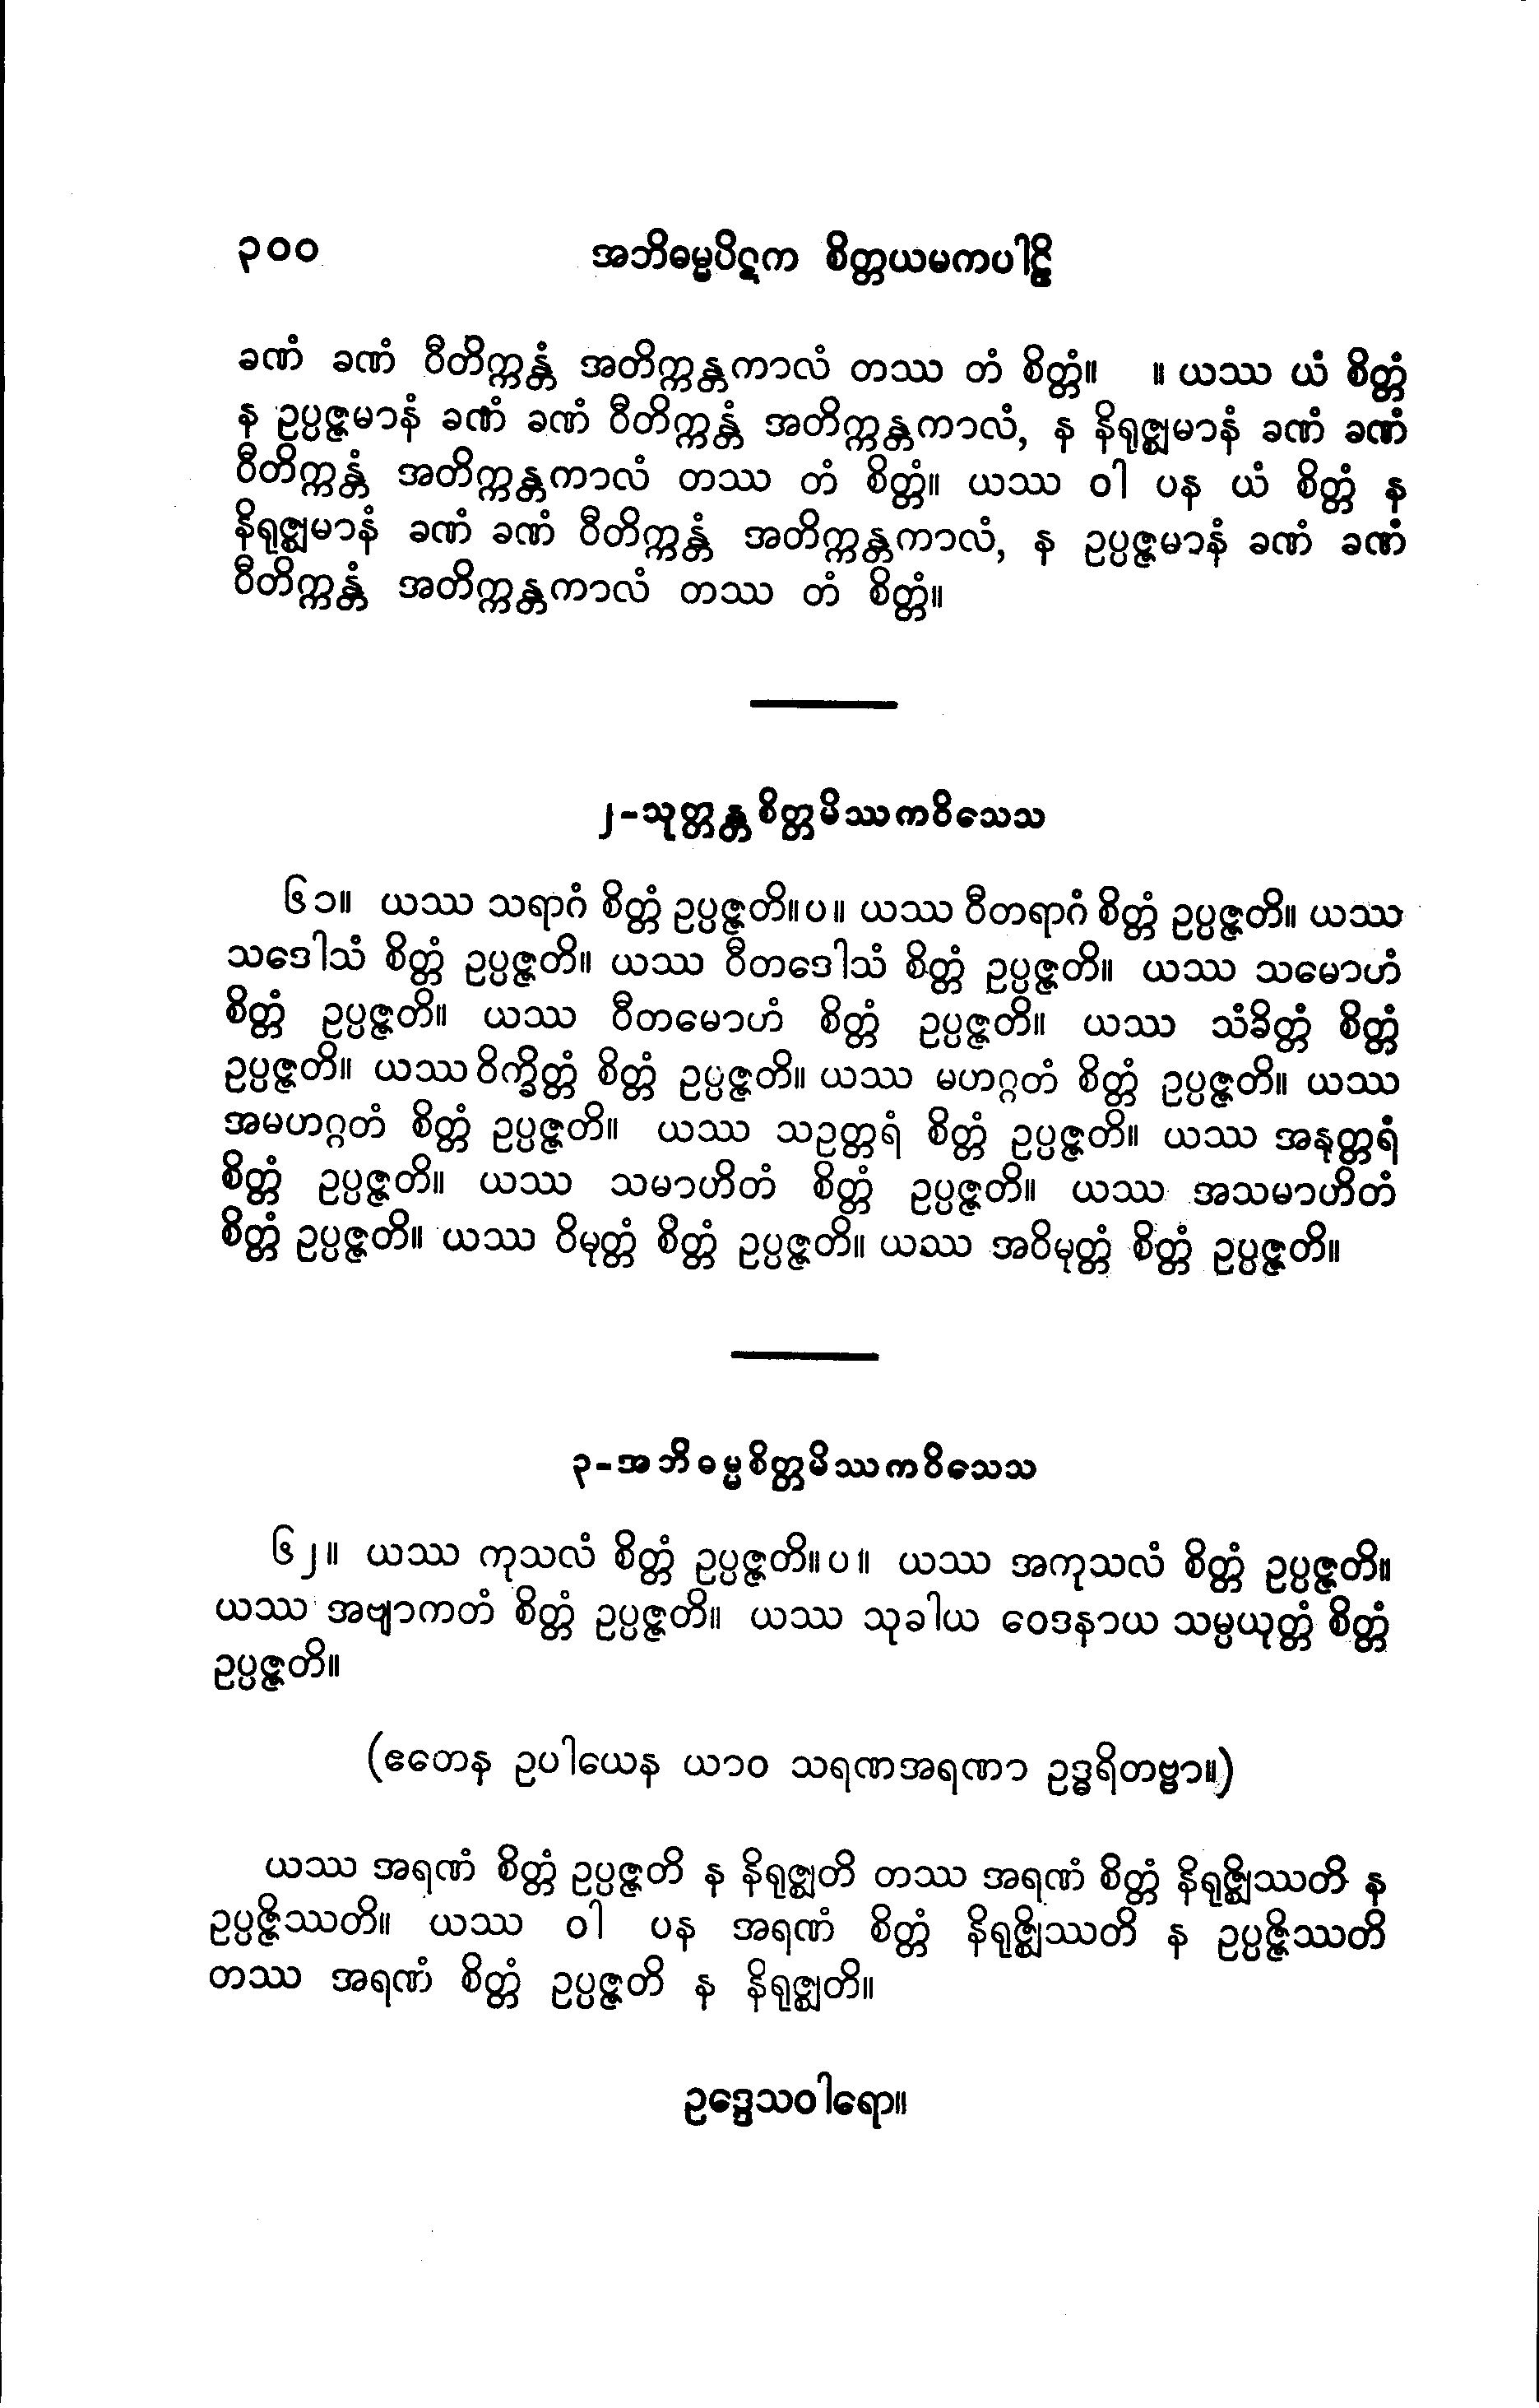 ၃၀၀ အဘိဓမ္မပိဋက စိတ္တယမကပါဠိ
ခဏံ ခဏံ ဝီတိက္ကန္တံ အတိက္ကန္တကာလံ တဿ တံ စိတ္တံ။ ။ ယဿ ယံ စိတ္တံ
န ဥပ္ပဇ္ဇမာနံ ခဏံ ခဏံ ဝီတိက္ကန္တံ အတိက္ကန္တကာလံ, န နိရုဇ္ဈမာနံ ခဏံ ခဏံ
ဝီတိက္ကန္တံ အတိက္ကန္တကာလံ တဿ တံ စိတ္တံ။ ယဿ ဝါ ပန ယံ စိတ္တံ န
နိရုဇ္ဈမာနံ ခဏံ ခဏံ ဝီတိက္ကန္တံ အတိက္ကန္တကာလံ, န ဥပ္ပဇ္ဇမာနံ ခဏံ ခဏံ
ဝီတိက္ကန္တံ အတိက္ကန္တကာလံ တဿ တံ စိတ္တံ။
၂-သုတ္တန္တစိတ္တမိဿကဝိသေသ
၆၁။ ယဿ သရာဂံ စိတ္တံ ဥပ္ပဇ္ဇတိ။ပ။ ယဿ ဝီတရာဂံ စိတ္တံ ဥပ္ပဇ္ဇတိ။ ယဿ
သဒေါသံ စိတ္တံ ဥပ္ပဇ္ဇတိ။ ယဿ ဝီတဒေါသံ စိတ္တံ ဥပ္ပဇ္ဇတိ။ ယဿ သမောဟံ
စိတ္တံ ဥပ္ပဇ္ဇတိ။ ယဿ ဝီတမောဟံ စိတ္တံ ဥပ္ပဇ္ဇတိ။ ယဿ သံခိတ္တံ စိတ္တံ
ဥပ္ပဇ္ဇတိ။ ယဿ ဝိက္ခိတ္တံ စိတ္တံ ဥပ္ပဇ္ဇတိ။ ယဿ မဟဂ္ဂတံ စိတ္တံ ဥပ္ပဇ္ဇတိ။ ယဿ
အမဟဂ္ဂတံ စိတ္တံ ဥပ္ပဇ္ဇတိ။ ယဿ သဥတ္တရံ စိတ္တံ ဥပ္ပဇ္ဇတိ။ ယဿ အနုတ္တရံ
စိတ္တံ ဥပ္ပဇ္ဇတိ။ ယဿ သမာဟိတံ စိတ္တံ ဥပ္ပဇ္ဇတိ။ ယဿ အသမာဟိတံ
စိတ္တံ ဥပ္ပဇ္ဇတိ။ ယဿ ဝိမုတ္တံ စိတ္တံ ဥပ္ပဇ္ဇတိ။ ယဿ အဝိမုတ္တံ စိတ္တံ ဥပ္ပဇ္ဇတိ။
၃-အဘိဓမ္မစိတ္တမိဿကဝိသေသ
၆၂။ ယဿ ကုသလံ စိတ္တံ ဥပ္ပဇ္ဇတိ။ပ။ ယဿ အကုသလံ စိတ္တံ ဥပ္ပဇ္ဇတိ။
ယဿ အဗျာကတံ စိတ္တံ ဥပ္ပဇ္ဇတိ။ ယဿ သုခါယ ဝေဒနာယ သမ္ပယုတ္တံ စိတ္တံ
ဥပ္ပဇ္ဇတိ။
(ဧတေန ဥပါယေန ယာဝ သရဏအရဏာ ဥဒ္ဓရိတဗ္ဗာ။)
ယဿ အရဏံ စိတ္တံ ဥပ္ပဇ္ဇတိ န နိရုဇ္ဈတိ တဿ အရဏံ စိတ္တံ နိရုဇ္ဈိဿတိ န
ဥပ္ပဇ္ဇိဿတိ။ ယဿ ဝါ ပန အရဏံ စိတ္တံ နိရုဇ္ဈိဿတိ န ဥပ္ပဇ္ဇိဿတိ
တဿ အရဏံ စိတ္တံ ဥပ္ပဇ္ဇတိ န နိရုဇ္ဈတိ။
ဥဒ္ဒေသဝါရော။